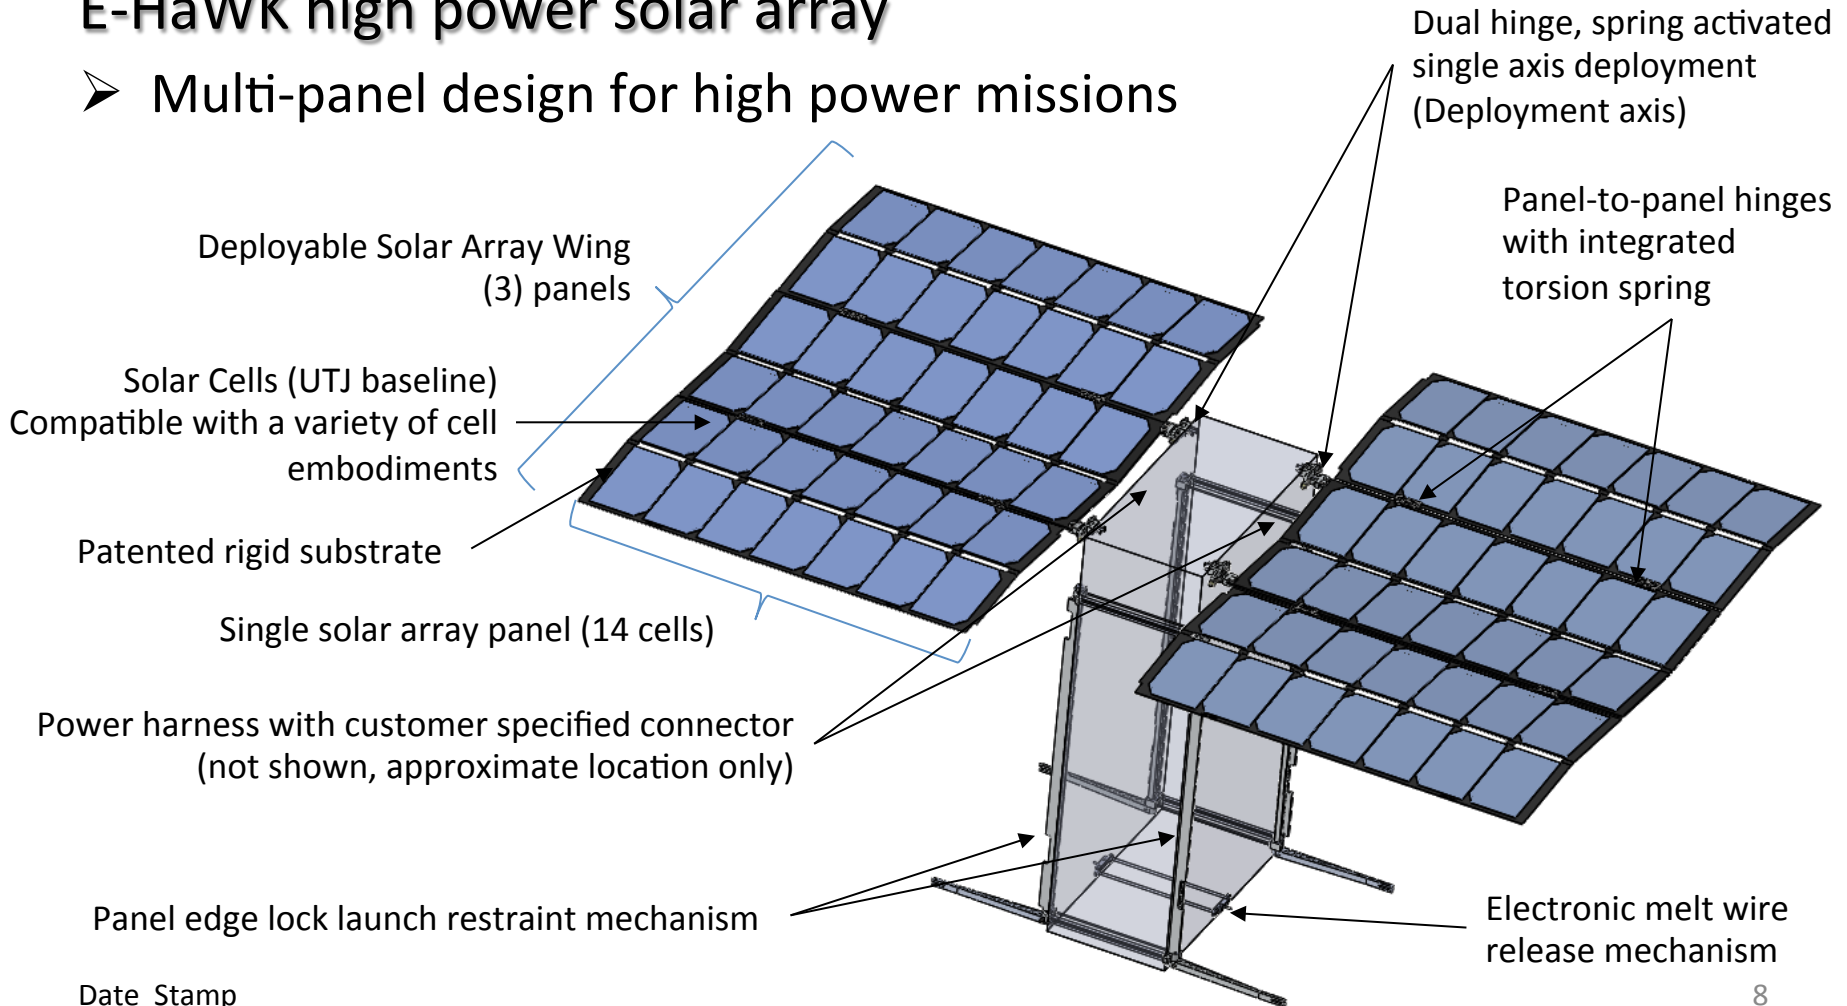 E-HaWK high power solar array
➢ Multi-panel design for high power missions
Dual hinge, spring activated
single axis deployment
(Deployment axis)
Panel-to-panel hinges
with integrated
torsion spring
Deployable Solar Array Wing
(3) panels
Solar Cells (UTJ baseline)
Compatible with a variety of cell
embodiments
Patented rigid substrate
Single solar array panel (14 cells)
Power harness with customer specified connector
(not shown, approximate location only)
Panel edge lock launch restraint mechanism
Electronic melt wire
release mechanism
Date Stamp
8